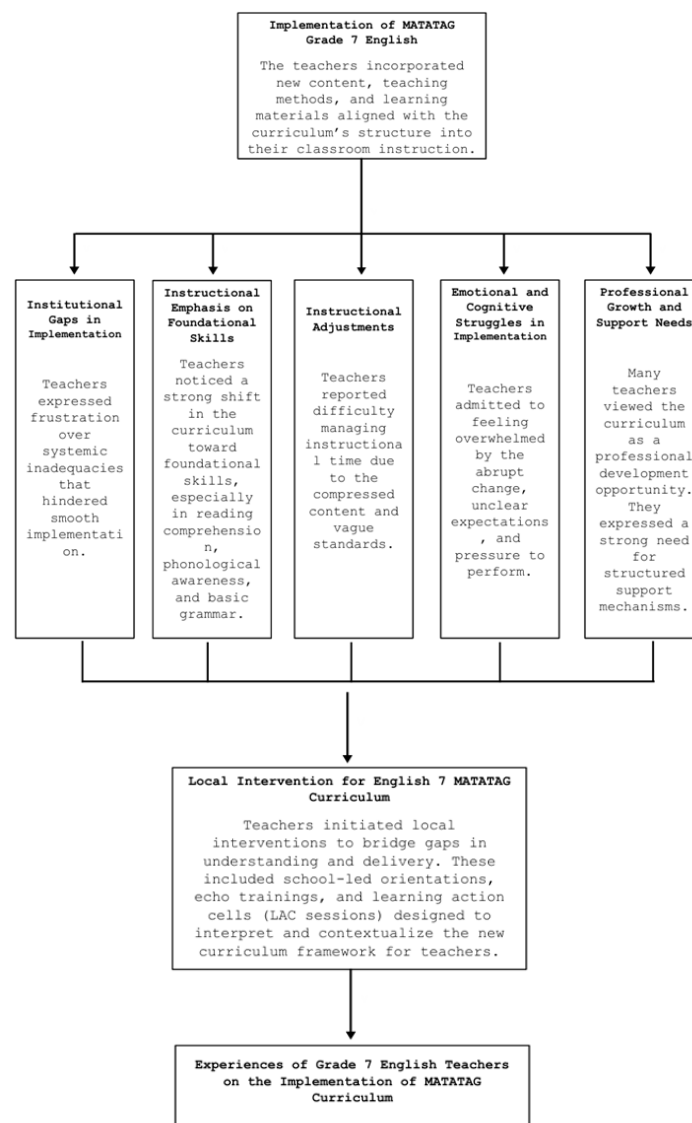 Implementation of MATATAG
Grade 7 English
The teachers incorporated
new content, teaching
methods, and learning
materials aligned with the
curriculum's structure into
their classroom instruction.
Institutional
Gaps in
Implementation
Teachers
expressed
frustration
over
systemic
inadequacies
that
hindered
smooth
implementati
on.
Instructional
Emphasis on
Foundational
Skills
Teachers
noticed a
strong shift
in the
curriculum
toward
foundational
skills,
especially in
reading
comprehensio
n,
phonological
awareness,
and basic
grammar.
Instructional
Adjustments
Teachers
reported
difficulty
managing
instructiona
l time due
to the
compressed
content and
vague
standards.
Emotional and
Cognitive
Struggles in
Implementation
Teachers
admitted to
feeling
overwhelmed
by the
abrupt
change,
unclear
expectations
, and
pressure to
perform.
Professional
Growth and
Support Needs
Many
teachers
viewed the
curriculum
as a
professional
development
opportunity.
They
expressed a
strong need
for
structured
support
mechanisms.
Local Intervention for English 7 MATATAG
Curriculum
Teachers initiated local
interventions to bridge gaps in
understanding and delivery. These
included school-led orientations,
echo trainings, and learning action
cells (LAC sessions) designed to
interpret and contextualize the new
curriculum framework for teachers.
Experiences of Grade 7 English Teachers
on the Implementation of MATATAG
Curriculum